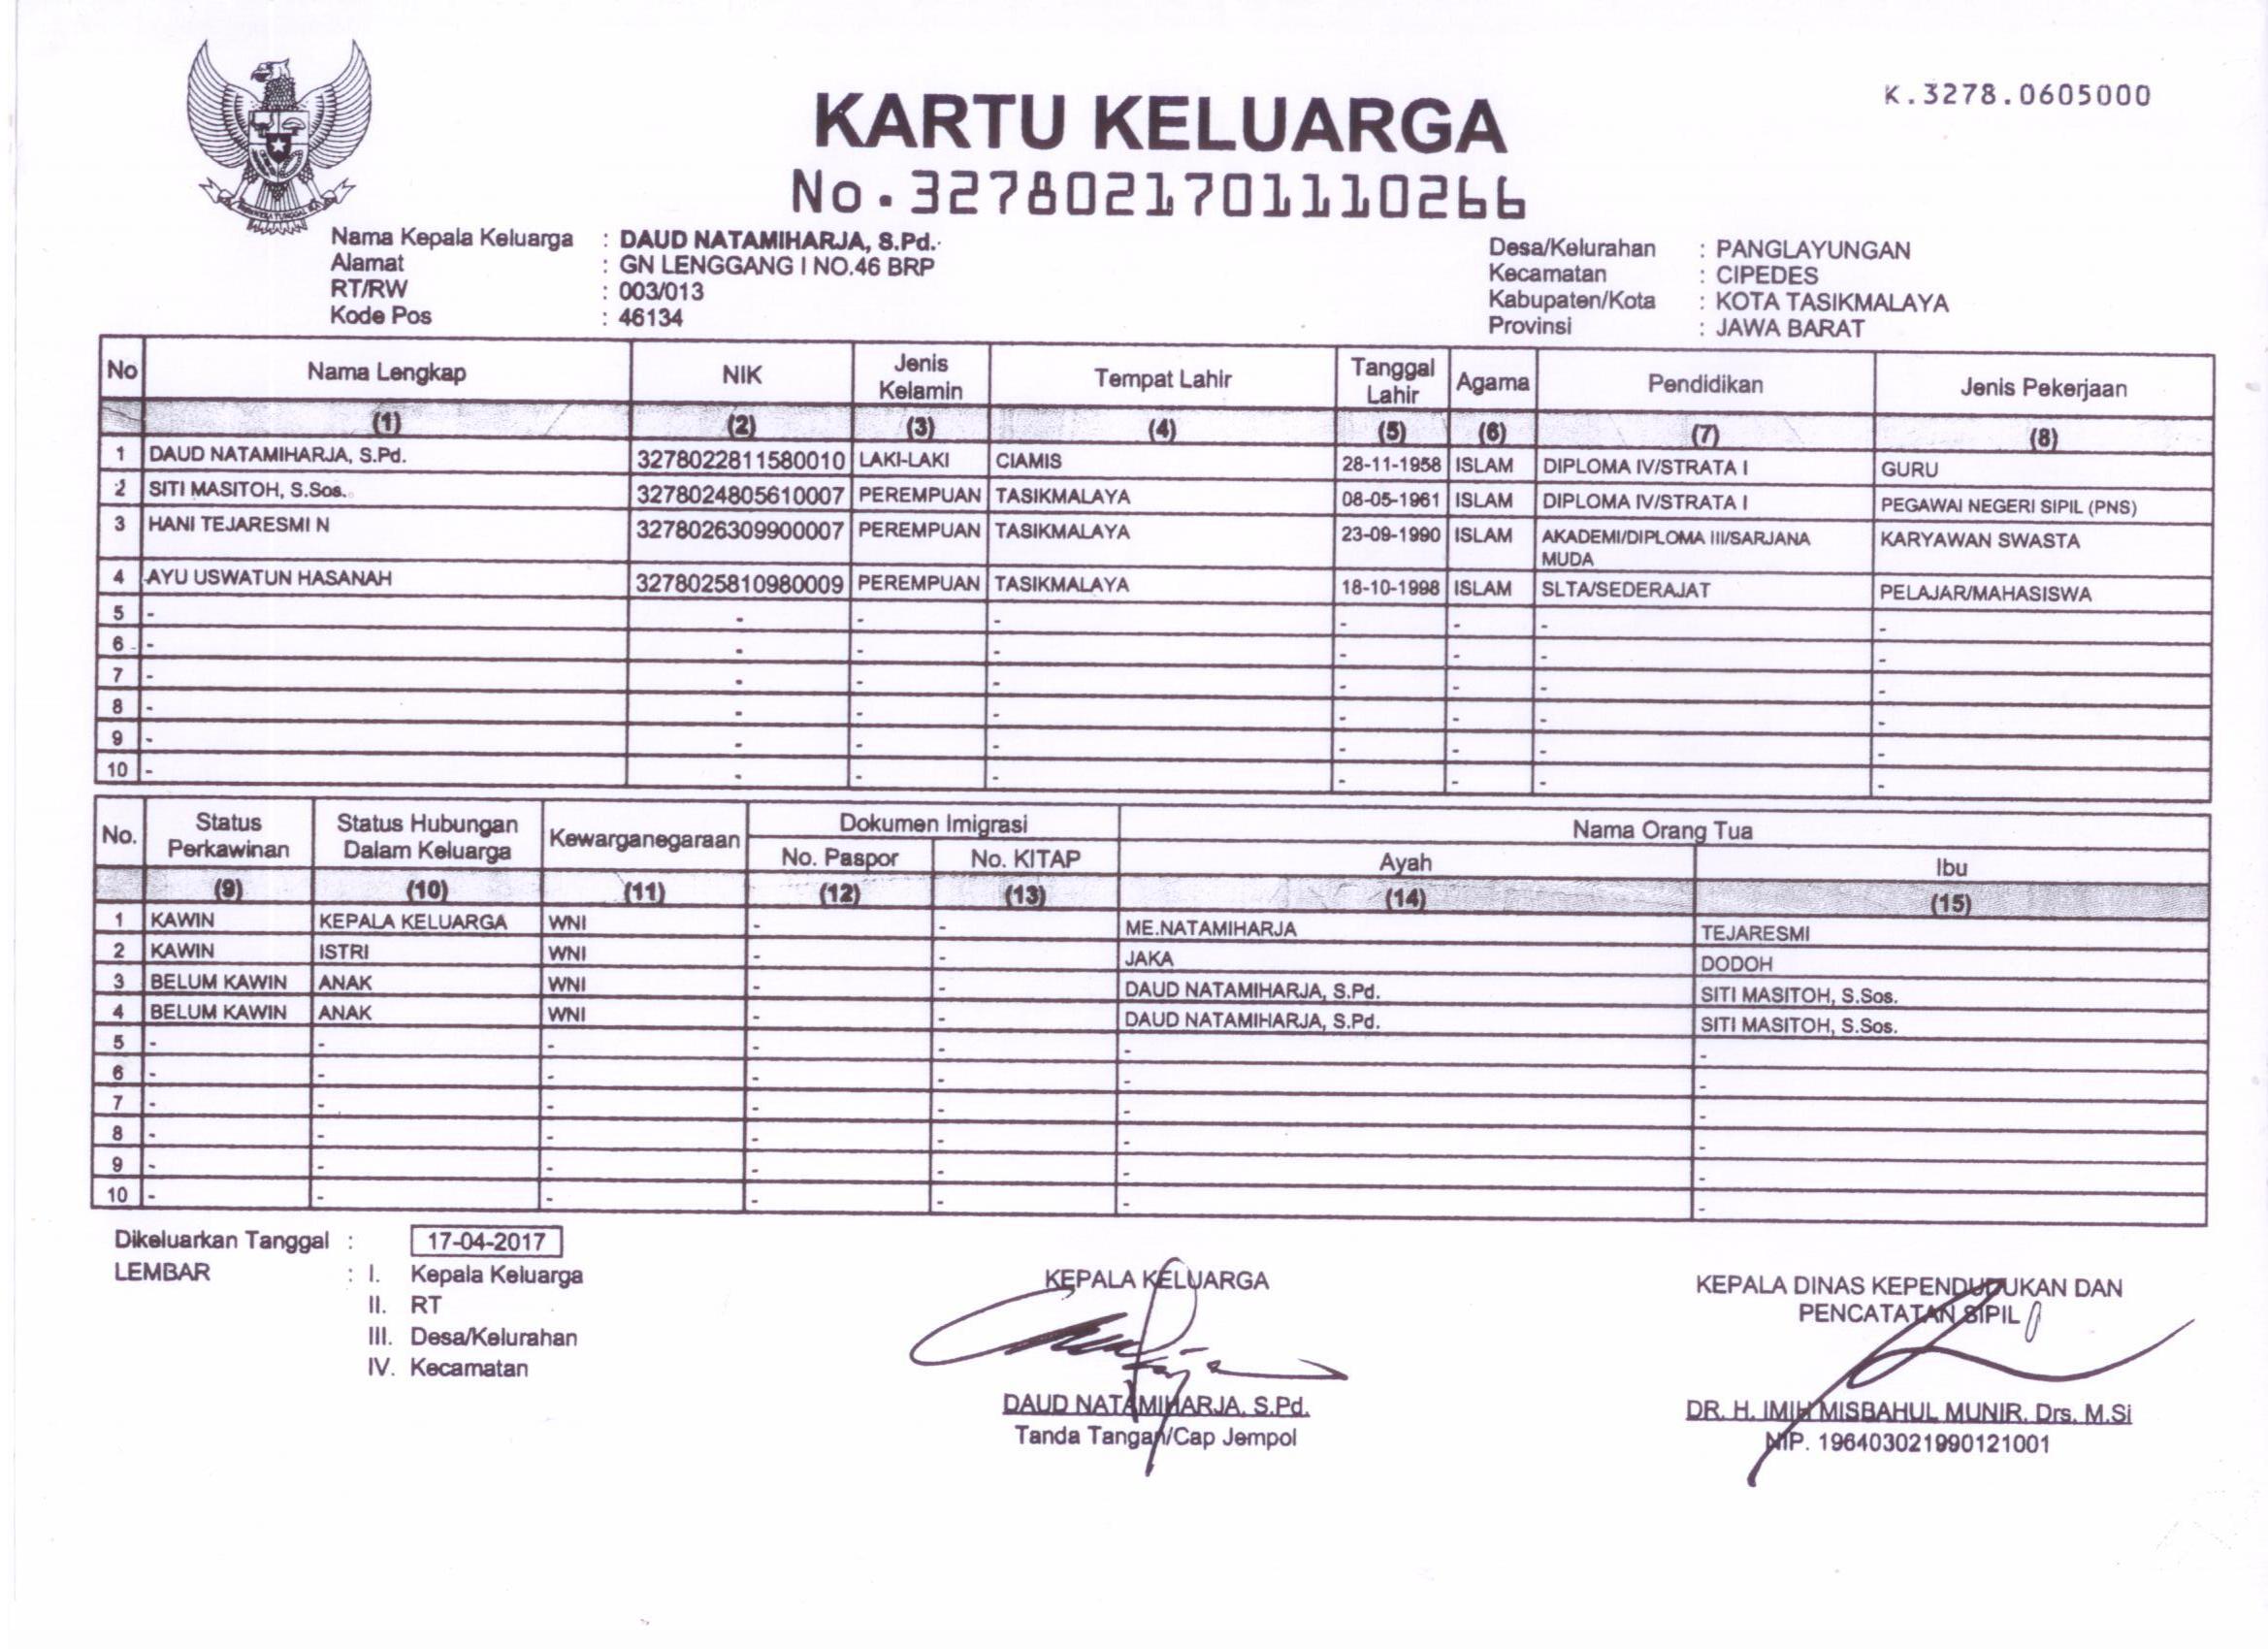 K.3278.0605000
KARTU KELUARGA
No.3278021701110266
Nama Kepala Keluarga : DAUD NATAMIHARJA, S.Pd.
Alamat : GN LENGGANG I NO.46 BRP
RT/RW : 003/013
Kode Pos : 46134
Desa/Kelurahan : PANGLAYUNGAN
Kecamatan : CIPEDES
Kabupaten/Kota : KOTA TASIKMALAYA
Provinsi : JAWA BARAT
No Nama Lengkap NIK Jenis Kelamin Tempat Lahir Tanggal Lahir Agama Pendidikan Jenis Pekerjaan
(1) (2) (3) (4) (5) (6) (7) (8)
1 DAUD NATAMIHARJA, S.Pd. 3278022811580010 LAKI-LAKI CIAMIS 28-11-1958 ISLAM DIPLOMA IV/STRATA I GURU
2 SITI MASITOH, S.Sos. 3278024805610007 PEREMPUAN TASIKMALAYA 08-05-1961 ISLAM DIPLOMA IV/STRATA I PEGAWAI NEGERI SIPIL (PNS)
3 HANI TEJARESMI N 3278026309900007 PEREMPUAN TASIKMALAYA 23-09-1990 ISLAM AKADEMI/DIPLOMA III/SARJANA MUDA KARYAWAN SWASTA
4 AYU USWATUN HASANAH 3278025810980009 PEREMPUAN TASIKMALAYA 18-10-1998 ISLAM SLTA/SEDERAJAT PELAJAR/MAHASISWA
5 - - - - - - - -
6 - - - - - - - -
7 - - - - - - - -
8 - - - - - - - -
9 - - - - - - - -
10 - - - - - - - -
No. Status Perkawinan Status Hubungan Dalam Keluarga Kewarganegaraan Dokumen Imigrasi Nama Orang Tua
No. Paspor No. KITAP Ayah Ibu
(9) (10) (11) (12) (13) (14) (15)
1 KAWIN KEPALA KELUARGA WNI - - ME.NATAMIHARJA TEJARESMI
2 KAWIN ISTRI WNI - - JAKA DODOH
3 BELUM KAWIN ANAK WNI - - DAUD NATAMIHARJA, S.Pd. SITI MASITOH, S.Sos.
4 BELUM KAWIN ANAK WNI - - DAUD NATAMIHARJA, S.Pd. SITI MASITOH, S.Sos.
5 - - - - - - -
6 - - - - - - -
7 - - - - - - -
8 - - - - - - -
9 - - - - - - -
10 - - - - - - -
Dikeluarkan Tanggal : 17-04-2017
LEMBAR : I. Kepala Keluarga
II. RT
III. Desa/Kelurahan
IV. Kecamatan
KEPALA KELUARGA
DAUD NATAMIHARJA, S.Pd.
Tanda Tangan/Cap Jempol
KEPALA DINAS KEPENDUDUKAN DAN
PENCATATAN SIPIL
DR. H. IMIH MISBAHUL MUNIR, Drs, M.Si
NIP. 196403021990121001